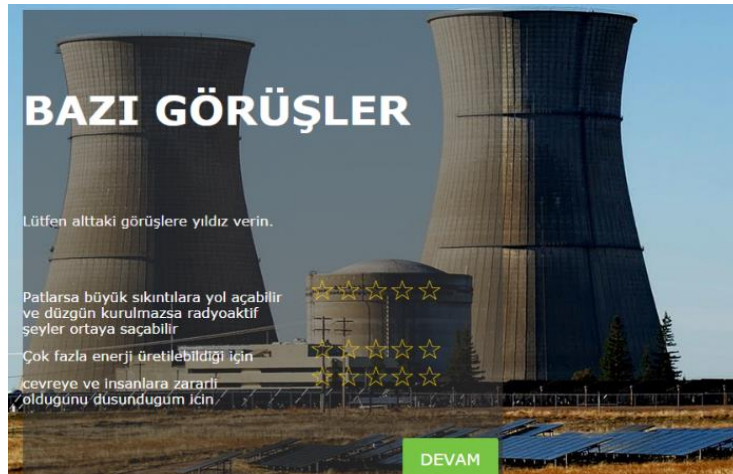 BAZI GÖRÜŞLER
Lütfen alttaki görüşlere yıldız verin.
Patlarsa büyük sıkıntılara yol açabilir
ve düzgün kurulmazsa radyoaktif
şeyler ortaya saçabilir
Çok fazla enerji üretilebildiği için
cevreye ve insanlara zararli
oldugunu dusundugum icin
DEVAM